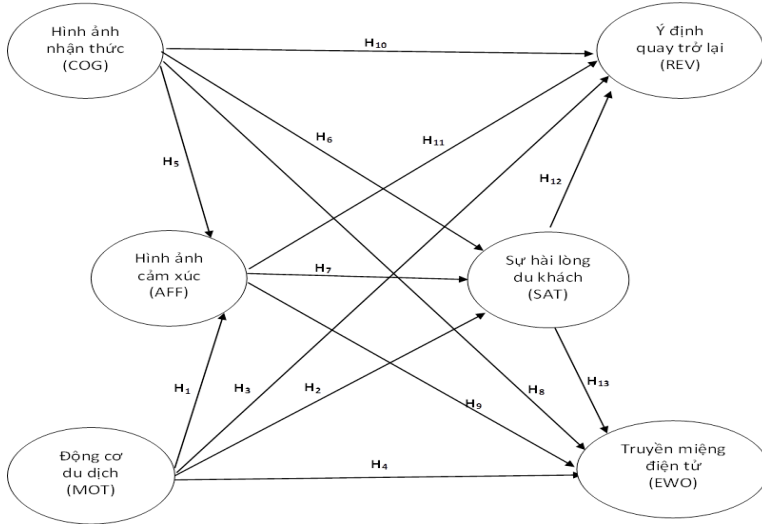 Hình ảnh
nhận thức
(COG)
H₁₀
Ý định
quay trở lại
(REV)
H₆
H₁₁
H₅
H₁₂
Hình ảnh
cảm xúc
(AFF)
H₇
Sự hài lòng
du khách
(SAT)
H₁
H₃
H₂
H₉
H₈
H₁₃
Động cơ
du dịch
(MOT)
H₄
Truyền miệng
điện tử
(EWO)